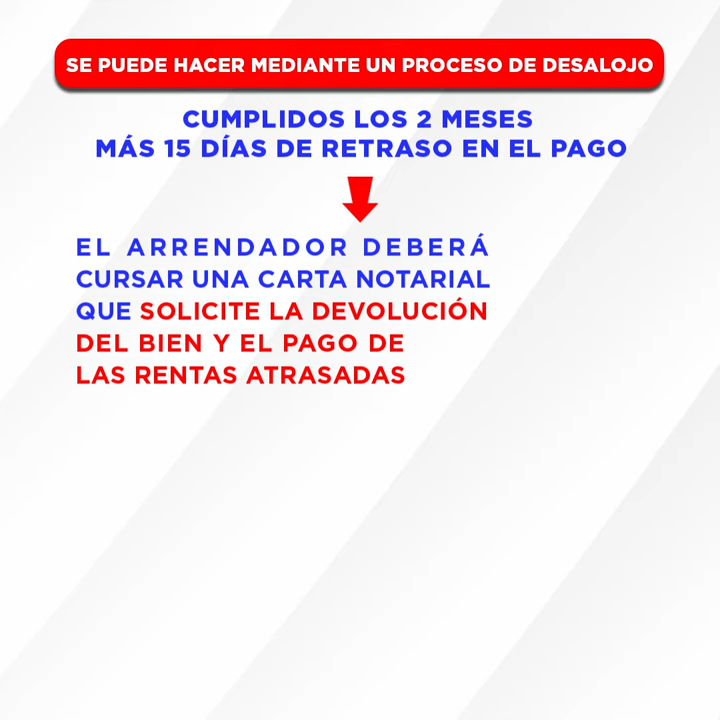 SE PUEDE HACER MEDIANTE UN PROCESO DE DESALOJO
CUMPLIDOS LOS 2 MESES
MÁS 15 DÍAS DE RETRASO EN EL PAGO
EL ARRENDADOR DEBERÁ
CURSAR UNA CARTA NOTARIAL
QUE SOLICITE LA DEVOLUCIÓN
DEL BIEN Y EL PAGO DE
LAS RENTAS ATRASADAS